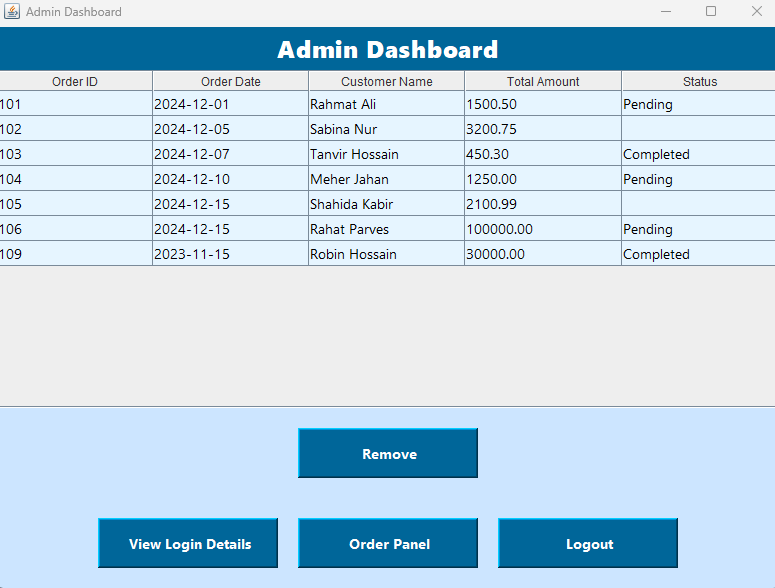 Admin Dashboard
Admin Dashboard
Order ID Order Date Customer Name Total Amount Status
101 2024-12-01 Rahmat Ali 1500.50 Pending
102 2024-12-05 Sabina Nur 3200.75
103 2024-12-07 Tanvir Hossain 450.30 Completed
104 2024-12-10 Meher Jahan 1250.00 Pending
105 2024-12-15 Shahida Kabir 2100.99
106 2024-12-15 Rahat Parves 100000.00 Pending
109 2023-11-15 Robin Hossain 30000.00 Completed
Remove
View Login Details Order Panel Logout